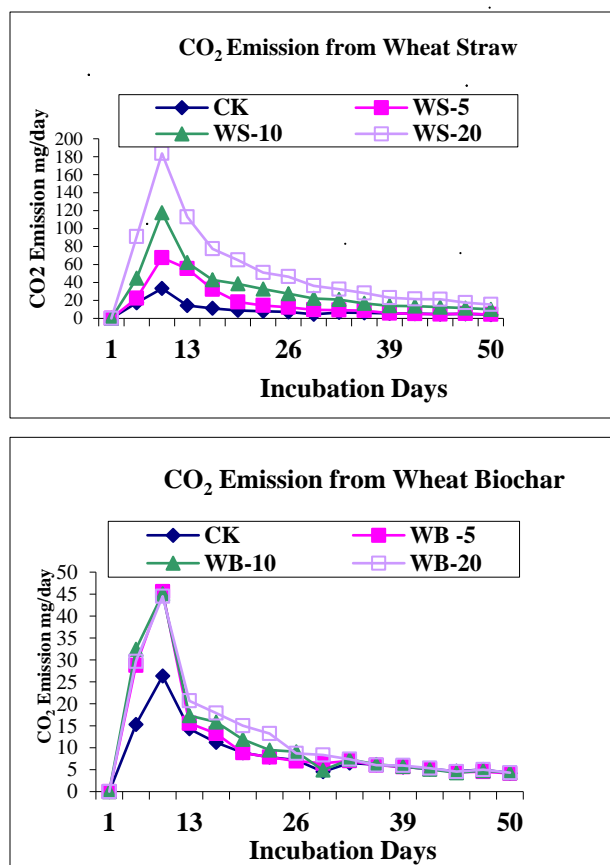 CO₂ Emission from Wheat Straw
CK WS-5
WS-10 WS-20
200
180
160
140
120
100
80
60
40
20
0
CO2 Emission mg/day
1 13 26 39 50
Incubation Days
CO₂ Emission from Wheat Biochar
CK WB -5
WB-10 WB-20
50
45
40
35
30
25
20
15
10
5
0
CO₂ Emission mg/day
1 13 26 39 50
Incubation Days